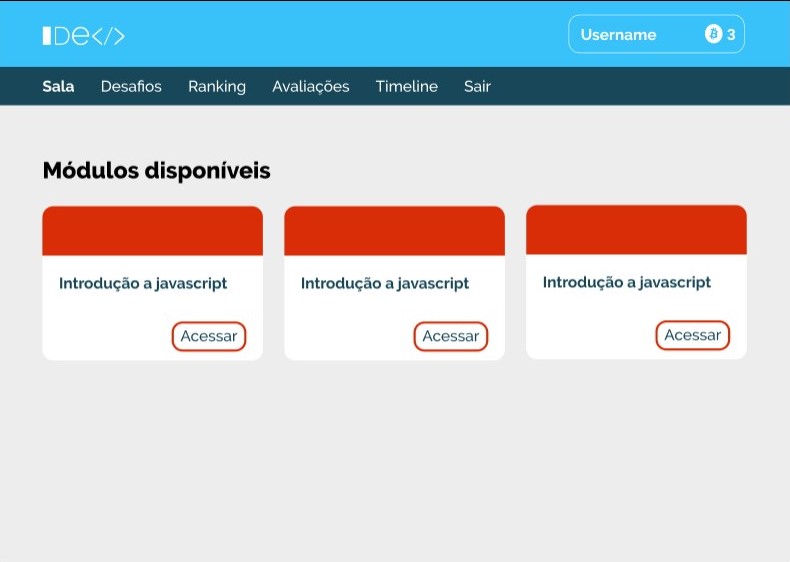 IDe</>
Username 3
Sala Desafios Ranking Avaliações Timeline Sair
Módulos disponíveis
Introdução a javascript Introdução a javascript Introdução a javascript
Acessar Acessar Acessar